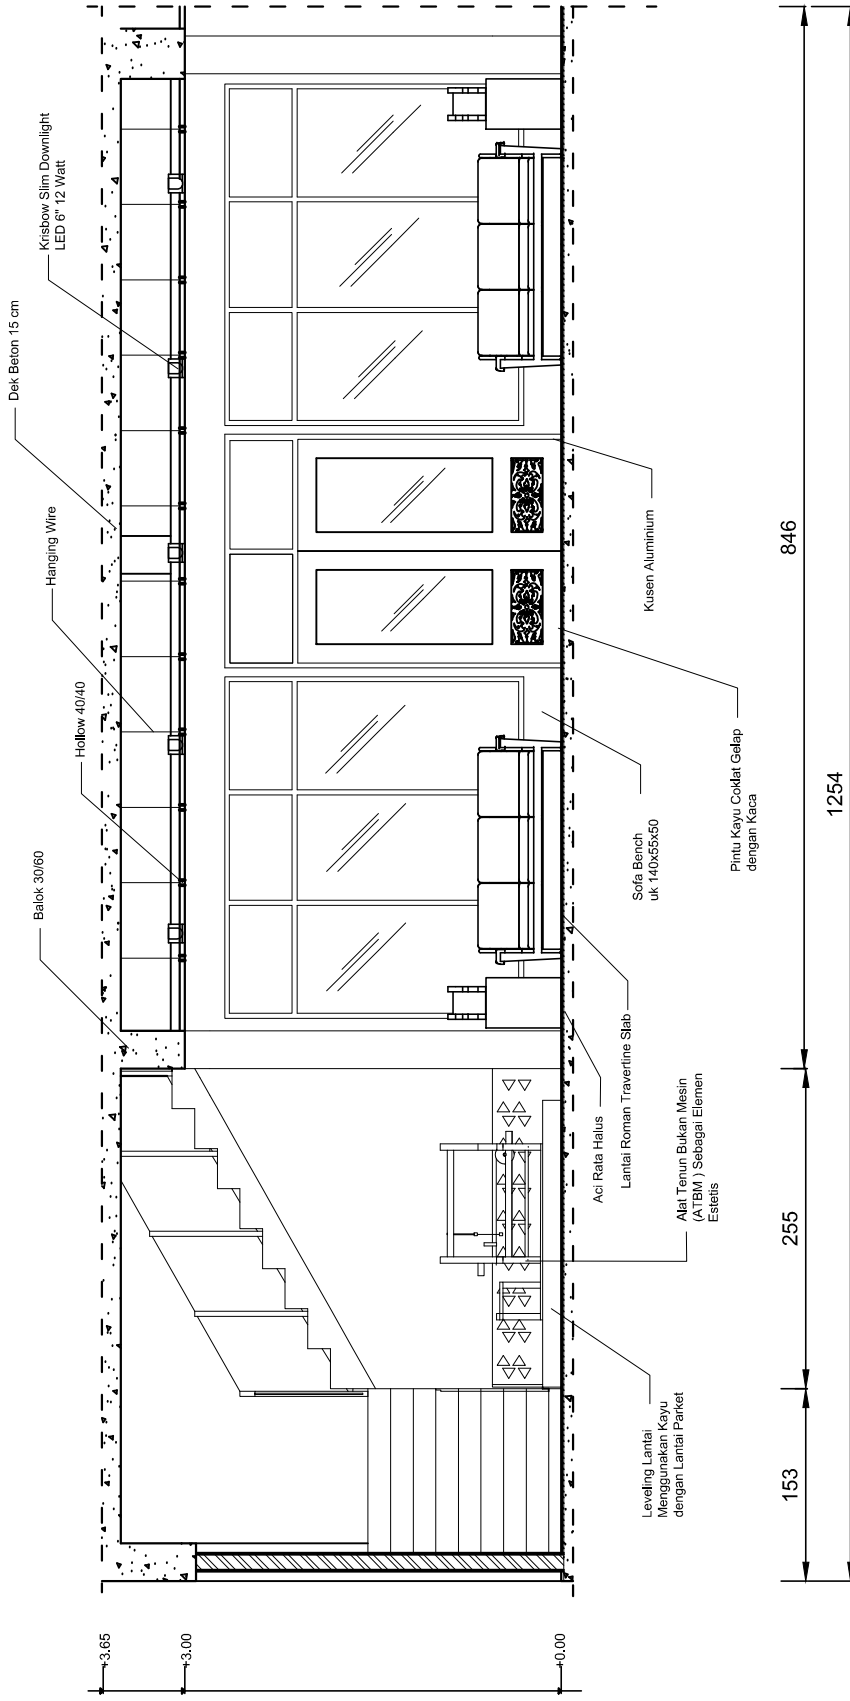 +3.65
+3.00
+0.00
Balok 30/60
Hollow 40/40
Hanging Wire
Dek Beton 15 cm
Krisbow Slim Downlight
LED 6" 12 Watt
Leveling Lantai
Menggunakan Kayu
dengan Lantai Parket
Alat Tenun Bukan Mesin
(ATBM ) Sebagai Elemen
Estetis
Aci Rata Halus
Lantai Roman Travertine Slab
Sofa Bench
uk 140x55x50
Pintu Kayu Coklat Gelap
dengan Kaca
Kusen Aluminium
153
255
846
1254